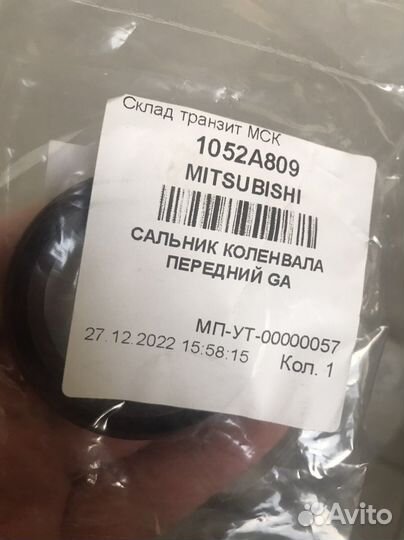 Склад транзит МСК
1052A809
MITSUBISHI
САЛЬНИК КОЛЕНВАЛА
ПЕРЕДНИЙ GA
МП-УТ-00000057
27.12.2022 15:58:15 Кол. 1
Avito